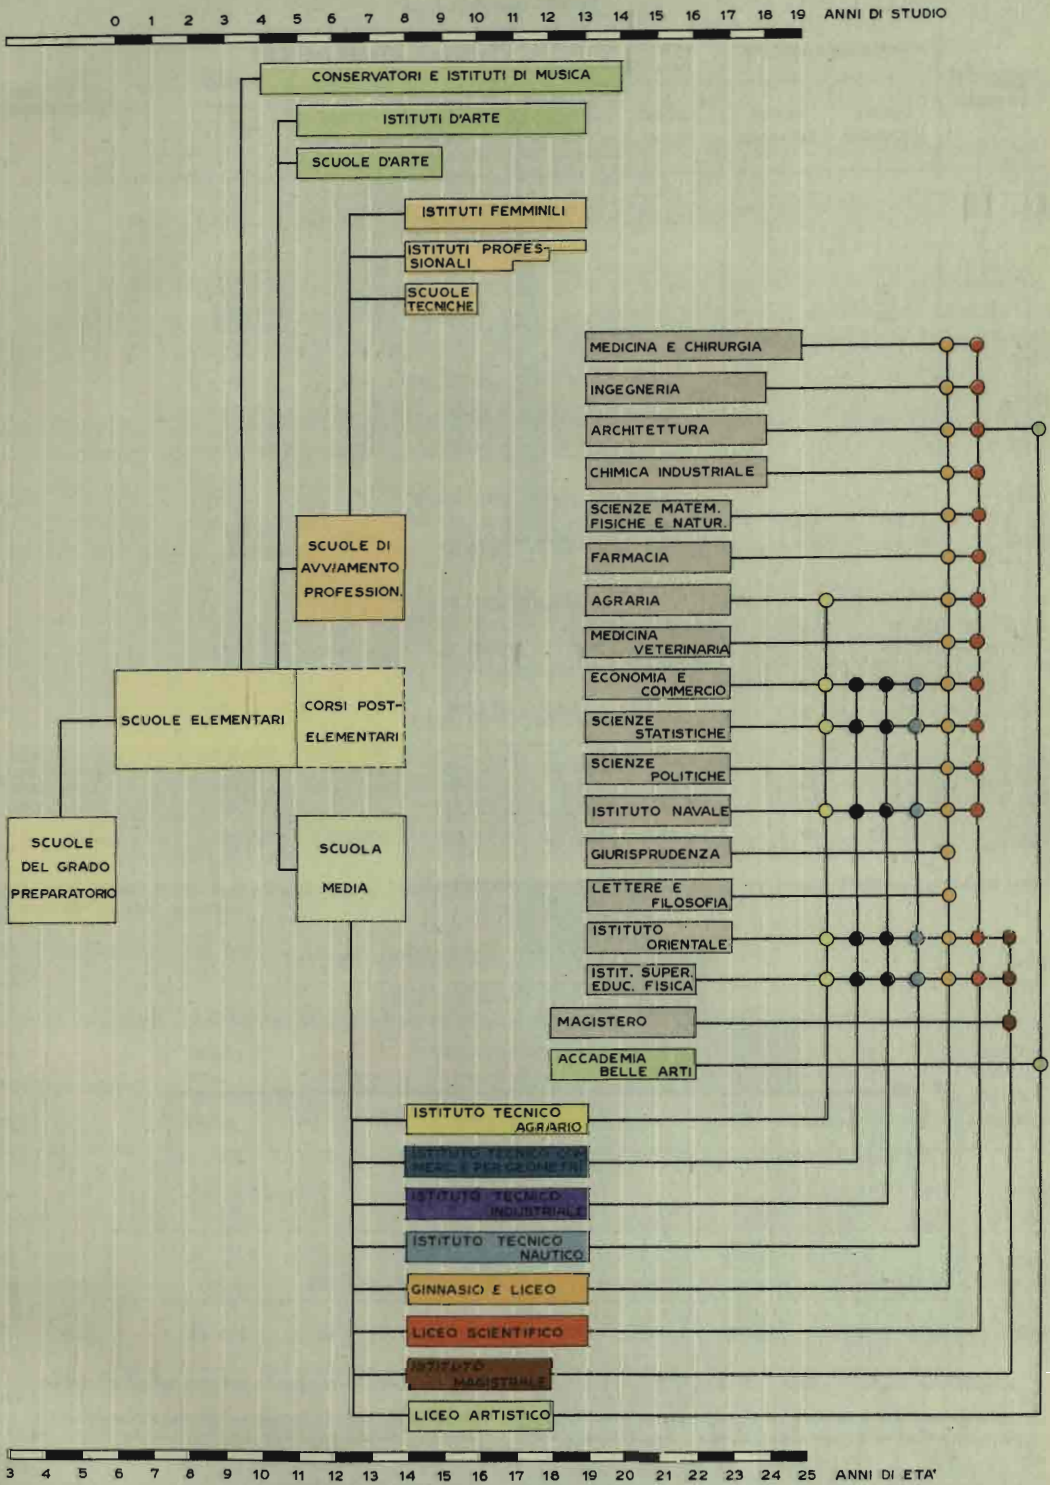 0 1 2 3 4 5 6 7 8 9 10 11 12 13 14 15 16 17 18 19 ANNI DI STUDIO
CONSERVATORI E ISTITUTI DI MUSICA
ISTITUTI D'ARTE
SCUOLE D'ARTE
ISTITUTI FEMMINILI
ISTITUTI PROFES-
SIONALI
SCUOLE
TECNICHE
MEDICINA E CHIRURGIA
INGEGNERIA
ARCHITETTURA
CHIMICA INDUSTRIALE
SCIENZE MATEM.
FISICHE E NATUR.
SCUOLE DI
AVVIAMENTO
PROFESSION.
FARMACIA
AGRARIA
MEDICINA
VETERINARIA
ECONOMIA E
COMMERCIO
SCUOLE ELEMENTARI
CORSI POST-
ELEMENTARI
SCIENZE
STATISTICHE
SCIENZE
POLITICHE
ISTITUTO NAVALE
SCUOLE
DEL GRADO
PREPARATORIO
SCUOLA
MEDIA
GIURISPRUDENZA
LETTERE E
FILOSOFIA
ISTITUTO
ORIENTALE
ISTIT. SUPER.
EDUC. FISICA
MAGISTERO
ACCADEMIA
BELLE ARTI
ISTITUTO TECNICO
AGRARIO
ISTITUTO TECNICO COM
MERC. E PER GEOMETRI
ISTITUTO TECNICO
INDUSTRIALE
ISTITUTO TECNICO
NAUTICO
GINNASIO E LICEO
LICEO SCIENTIFICO
ISTITUTO
MAGISTRALE
LICEO ARTISTICO
3 4 5 6 7 8 9 10 11 12 13 14 15 16 17 18 19 20 21 22 23 24 25 ANNI DI ETA'